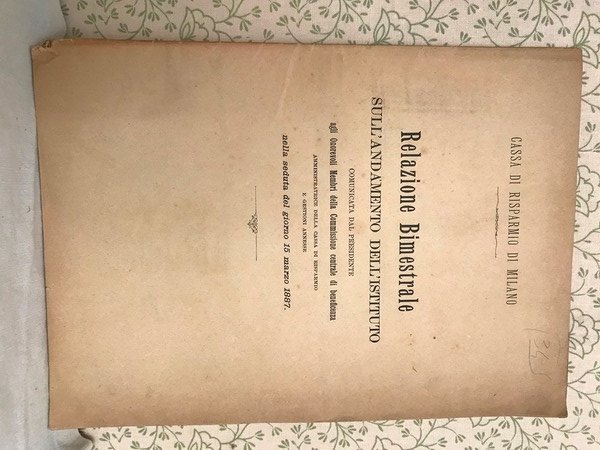 CASSA DI RISPARMIO DI MILANO
Relazione Bimestrale
SULL'ANDAMENTO DELL'ISTITUTO
COMUNICATA DAL PRESIDENTE
agli Onorevoli Membri della Commissione centrale di beneficenza
AMMINISTRATRICE DELLA CASSA DI RISPARMIO
E GESTIONI ANNESSE
nella seduta del giorno 15 marzo 1887.